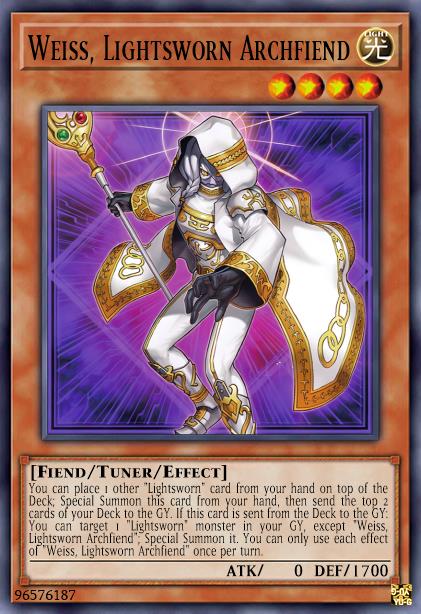 WEISS, LIGHTSWORN ARCHFIEND
LIGHT
光
[FIEND/TUNER/EFFECT]
You can place 1 other "Lightsworn" card from your hand on top of the
Deck; Special Summon this card from your hand, then send the top 2
cards of your Deck to the GY. If this card is sent from the Deck to the GY:
You can target 1 "Lightsworn" monster in your GY, except "Weiss,
Lightsworn Archfiend"; Special Summon it. You can only use each effect
of "Weiss, Lightsworn Archfiend" once per turn.
ATK/ 0 DEF/1700
96576187